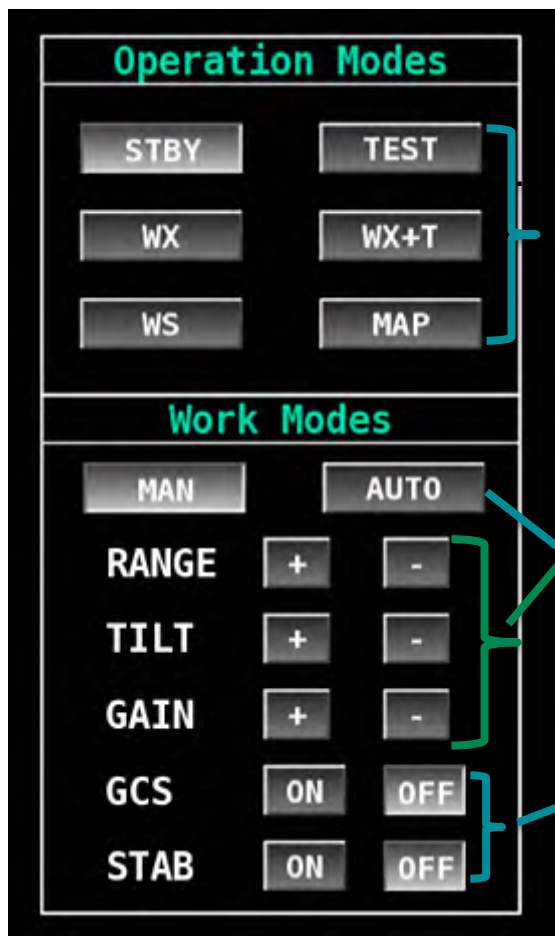 Operation Modes
STBY TEST
WX WX+T
WS MAP
Work Modes
MAN AUTO
RANGE + -
TILT + -
GAIN + -
GCS ON OFF
STAB ON OFF